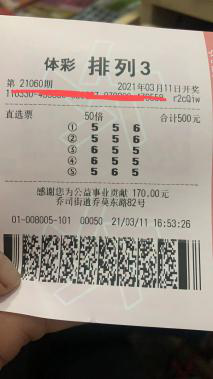 体彩 排列3
第 21060期 2021年03月11日开奖
r2cQiw
直选票 50倍 合计500元
① 5 5 6
② 5 6 5
③ 6 5 5
④ 6 5 5
⑤ 5 6 5
感谢您为公益事业贡献 170.00元
乔司街道乔莫东路82号
01-008005-101 00050 21/03/11 16:53:26